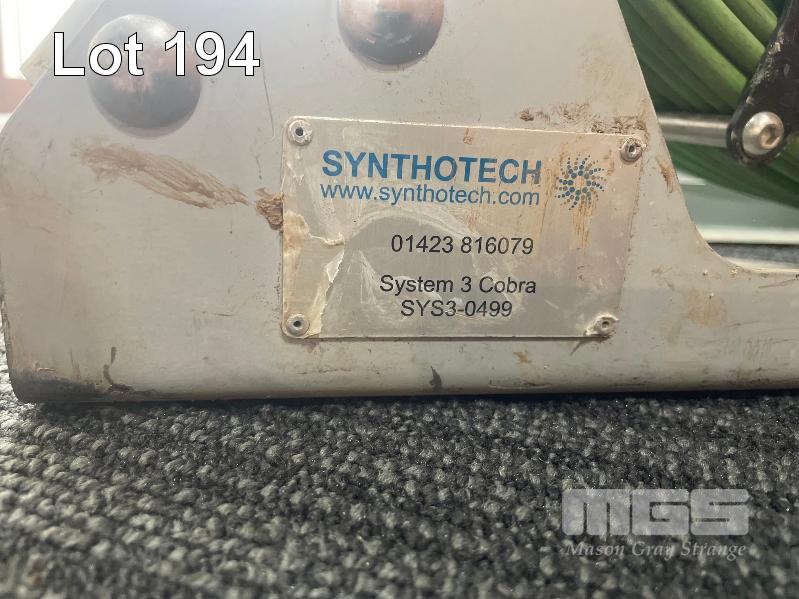 Lot 194
SYNTHOTECH
www.synthotech.com
01423 816079
System 3 Cobra
SYS3-0499
MGS
Mason Gray Strange